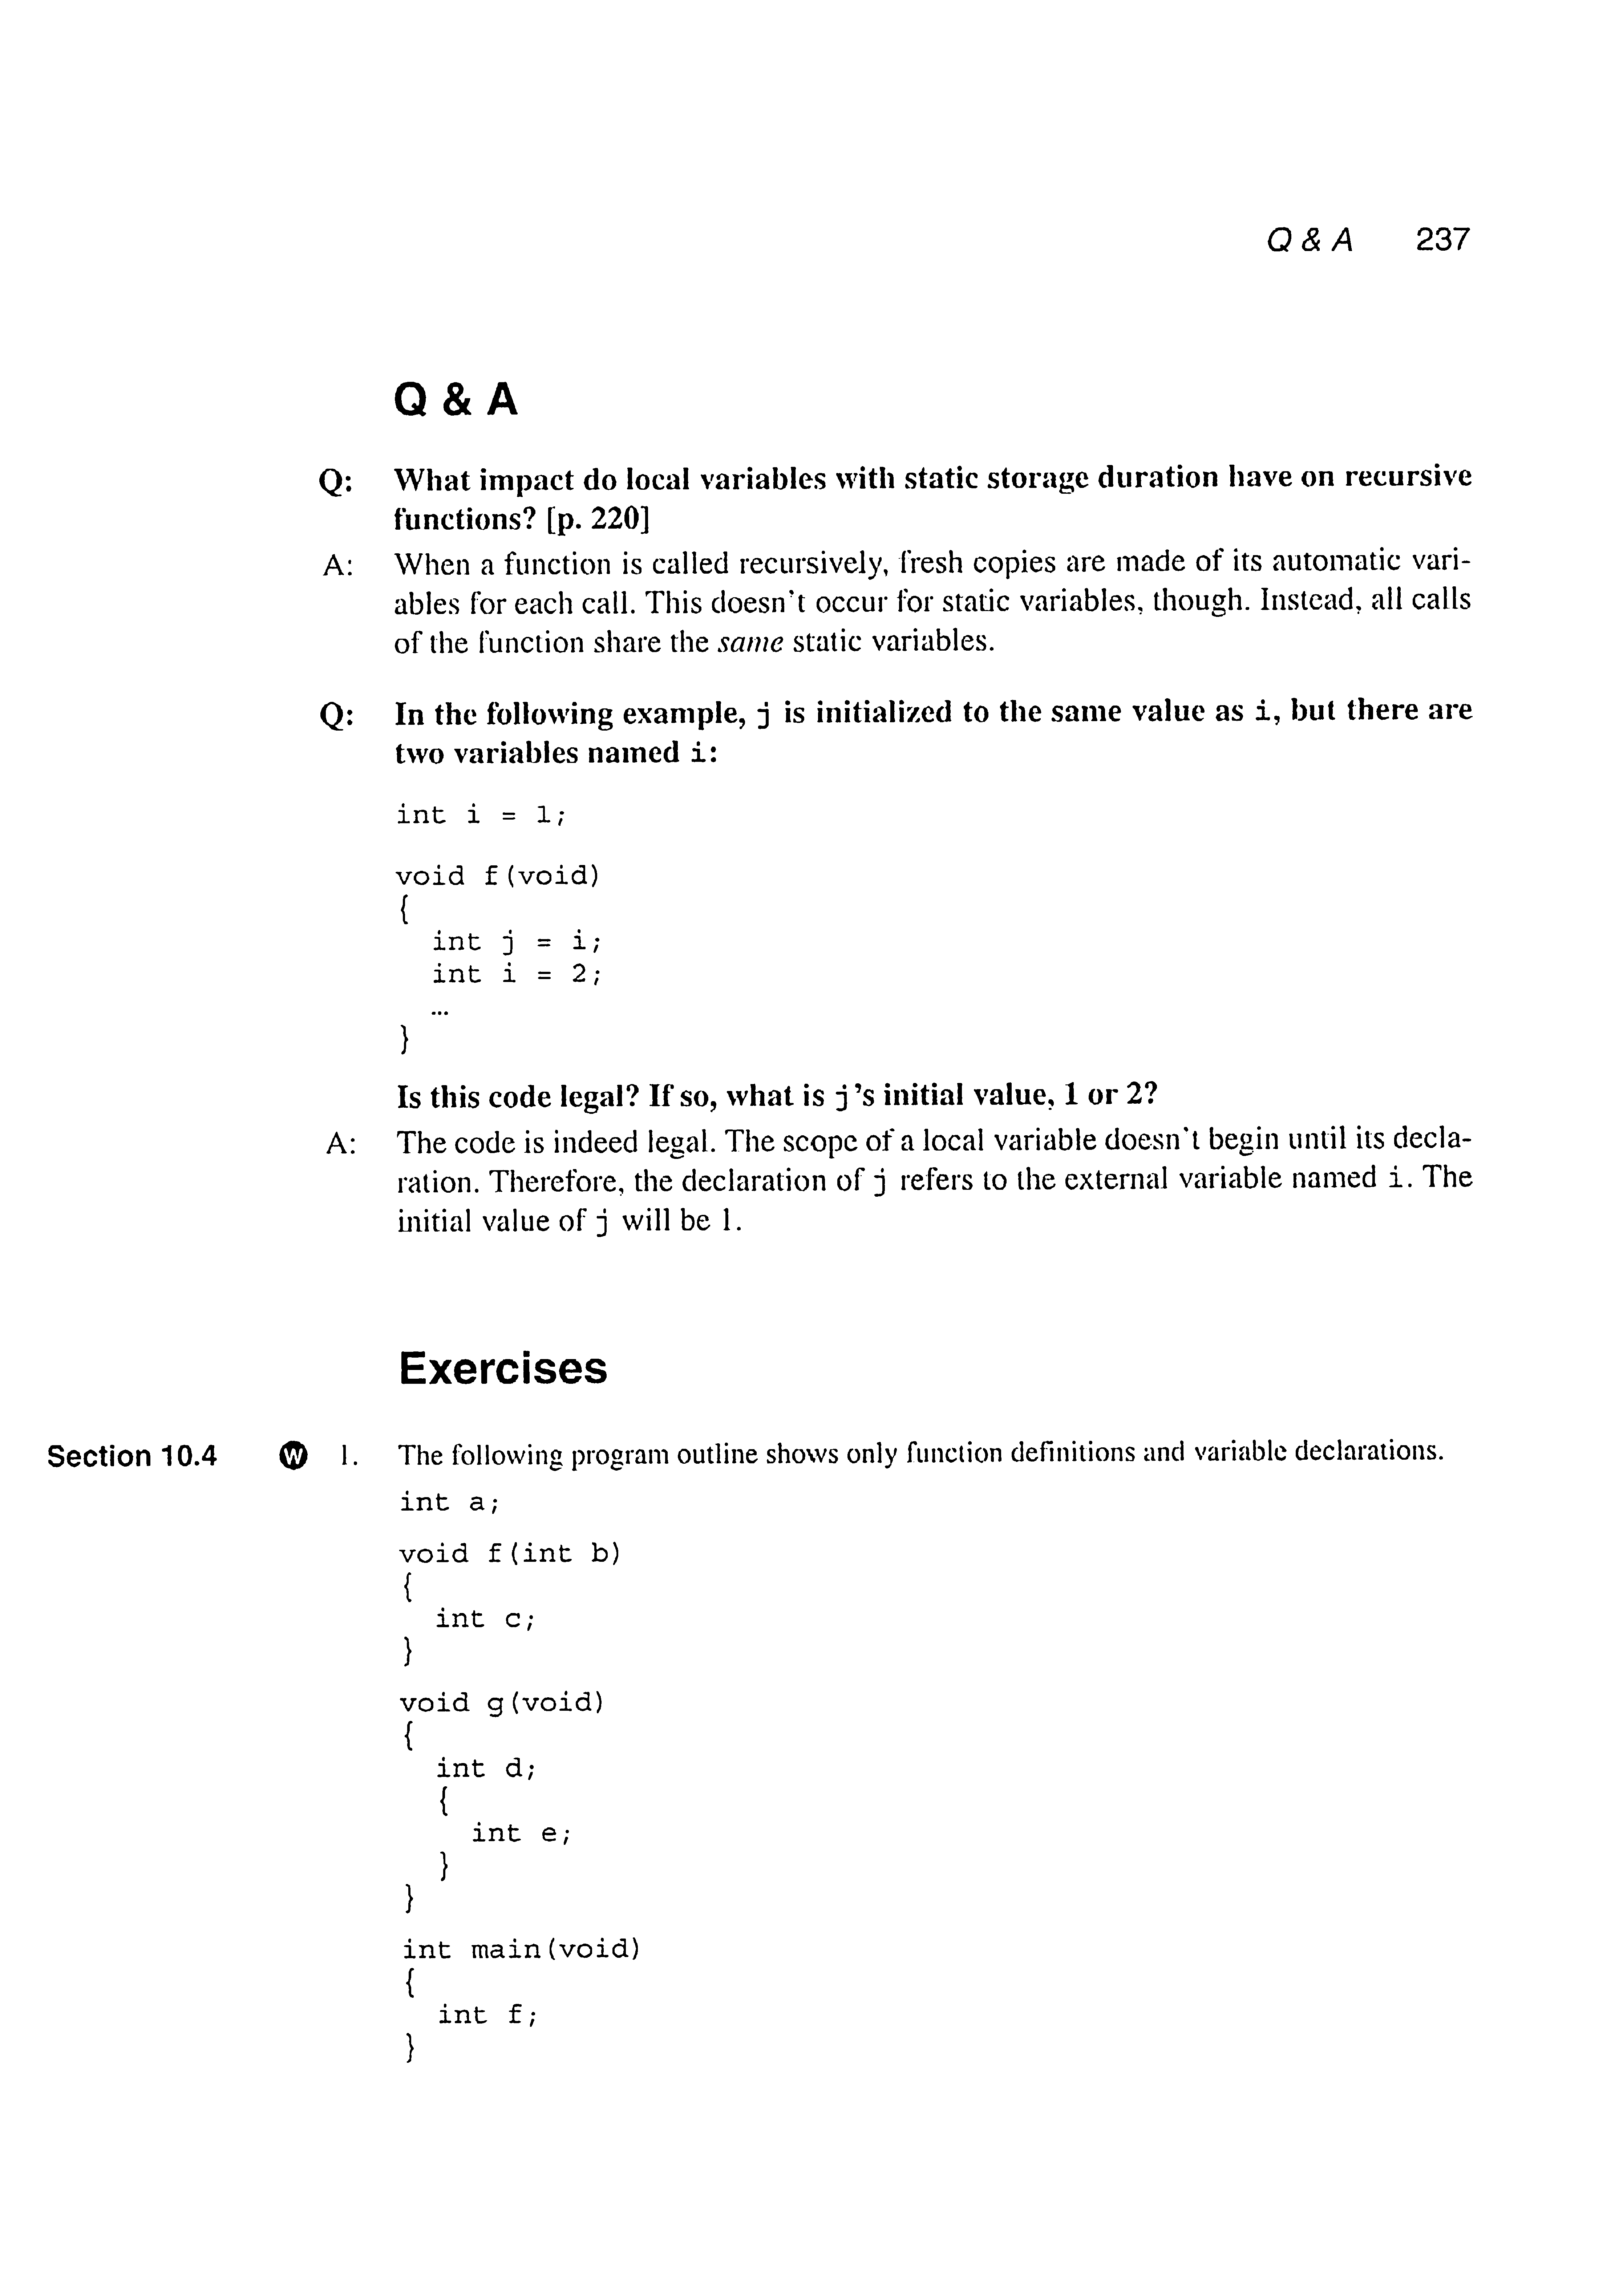 Q & A 237
Q & A
Q: What impact do local variables with static storage duration have on recursive
functions? [p. 220]
A: When a function is called recursively, fresh copies are made of its automatic vari-
ables for each call. This doesn't occur for static variables, though. Instead, all calls
of the function share the same static variables.
Q: In the following example, j is initialized to the same value as i, but there are
two variables named i:
int i = 1;
void f(void)
{
int j = i;
int i = 2;
…
}
Is this code legal? If so, what is j's initial value, 1 or 2?
A: The code is indeed legal. The scope of a local variable doesn't begin until its decla-
ration. Therefore, the declaration of j refers to the external variable named i. The
initial value of j will be 1.
Exercises
Section 10.4 W 1. The following program outline shows only function definitions and variable declarations.
int a;
void f(int b)
{
int c;
}
void g(void)
{
int d;
{
int e;
}
}
int main(void)
{
int f;
}